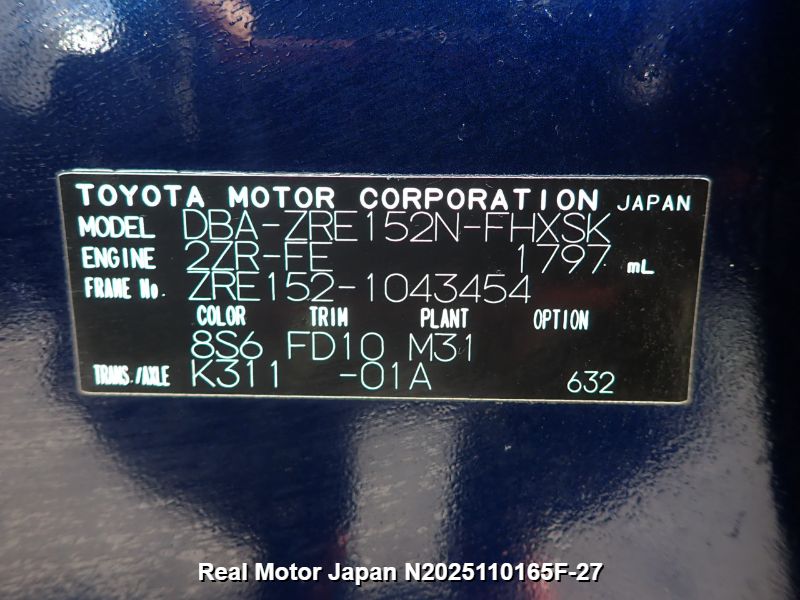 TOYOTA MOTOR CORPORATION JAPAN
MODEL DBA-ZRE152N-FHXSK
ENGINE 2ZR-FE 1797 mL
FRAME No. ZRE152-1043454
COLOR TRIM PLANT OPTION
8S6 FD10 M31
TRANS./AXLE K311 -01A 632
Real Motor Japan N2025110165F-27